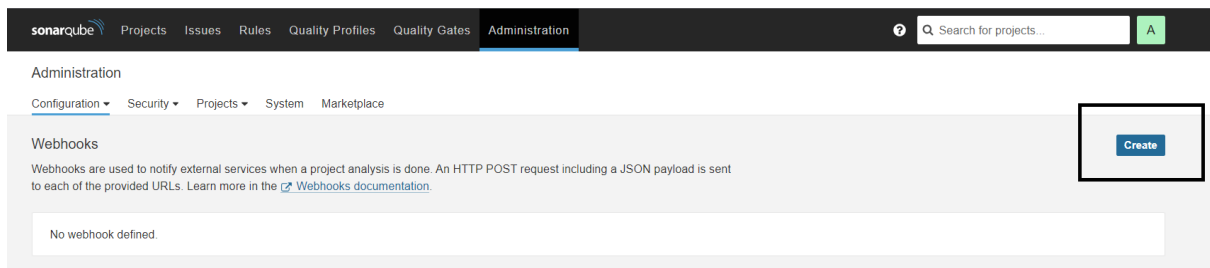 sonarqube Projects Issues Rules Quality Profiles Quality Gates Administration ? Search for projects... A
Administration
Configuration Security Projects System Marketplace
Webhooks
Create
Webhooks are used to notify external services when a project analysis is done. An HTTP POST request including a JSON payload is sent
to each of the provided URLs. Learn more in the Webhooks documentation.
No webhook defined.